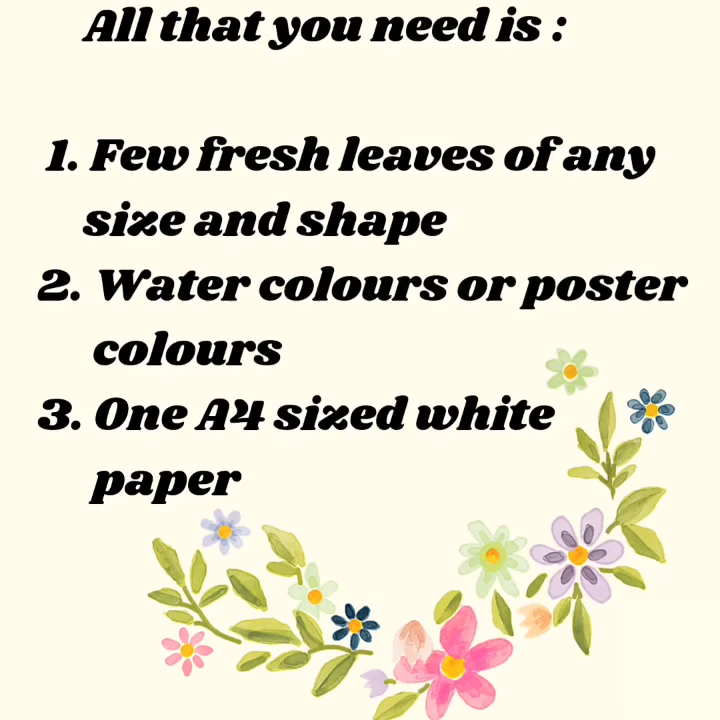 All that you need is :
1. Few fresh leaves of any
size and shape
2. Water colours or poster
colours
3. One A4 sized white
paper